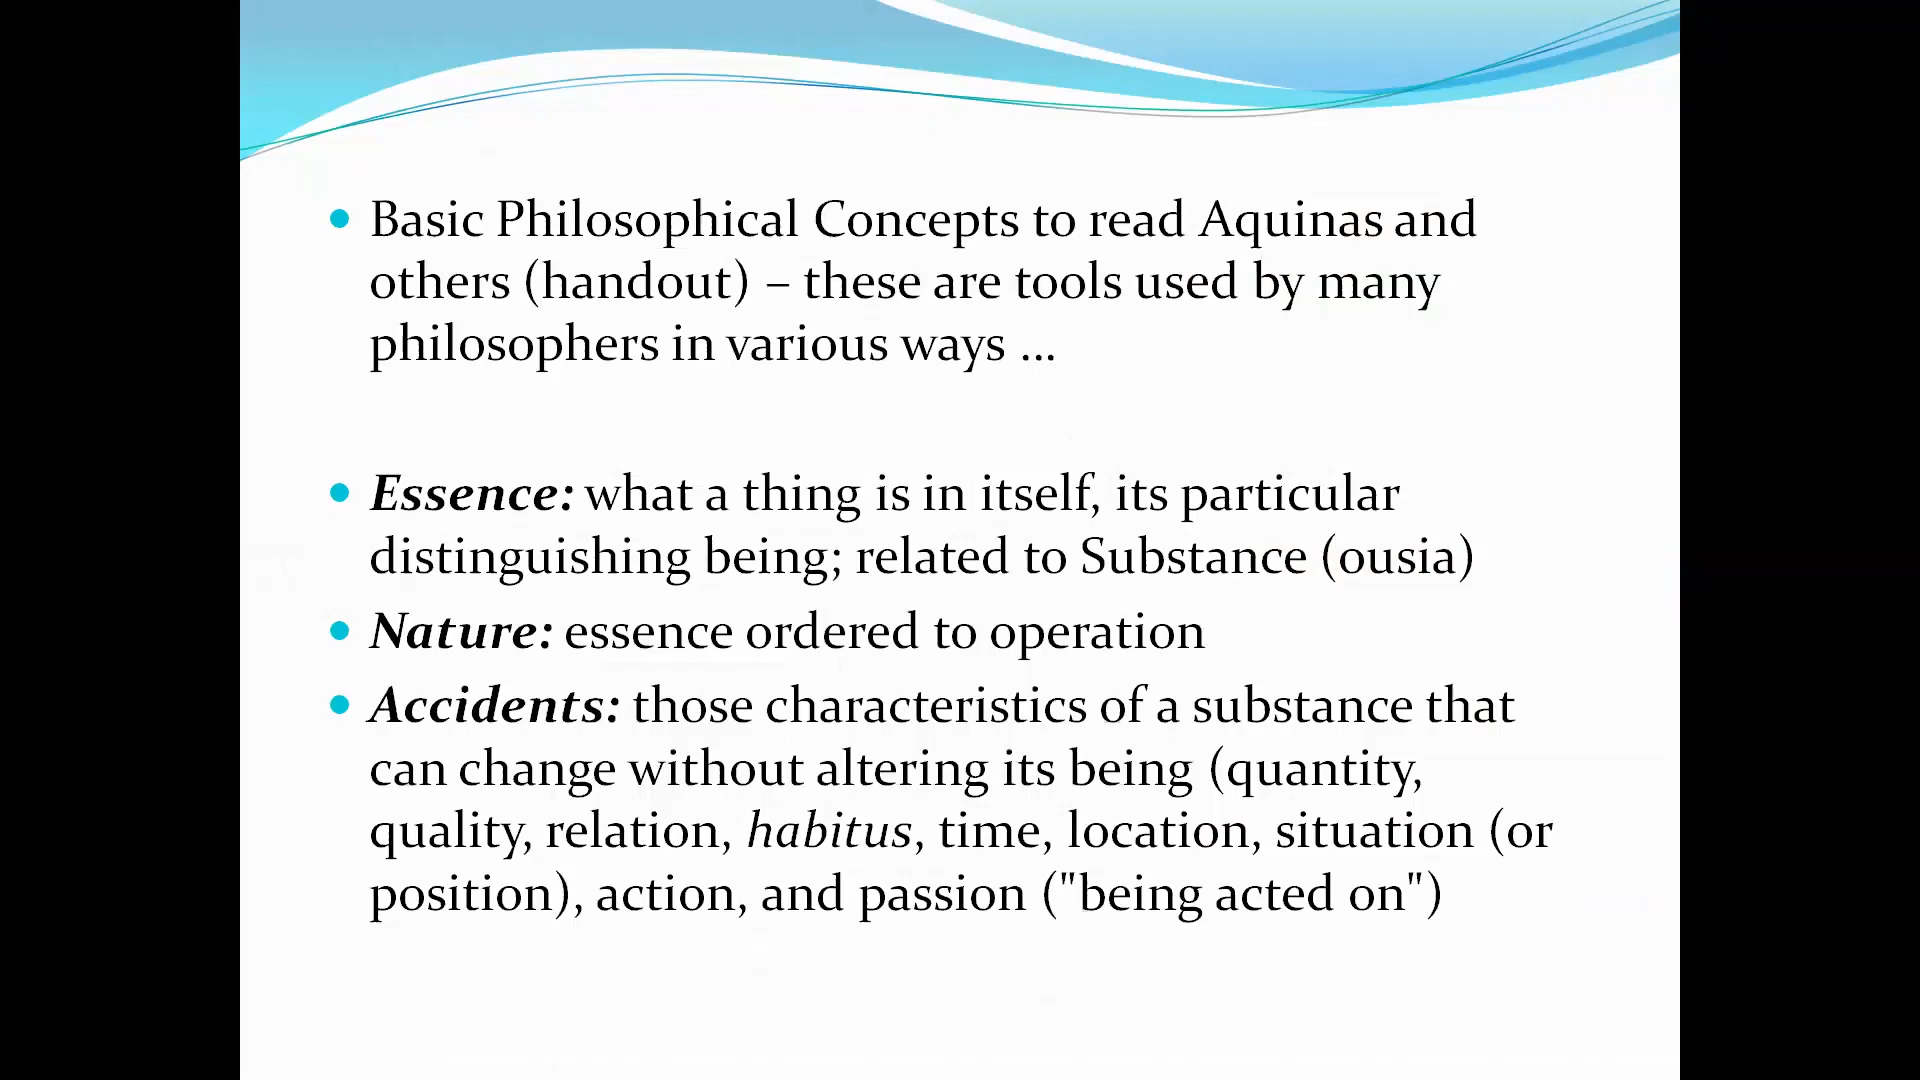 Basic Philosophical Concepts to read Aquinas and
others (handout) – these are tools used by many
philosophers in various ways ...
Essence: what a thing is in itself, its particular
distinguishing being; related to Substance (ousia)
Nature: essence ordered to operation
Accidents: those characteristics of a substance that
can change without altering its being (quantity,
quality, relation, habitus, time, location, situation (or
position), action, and passion ("being acted on")